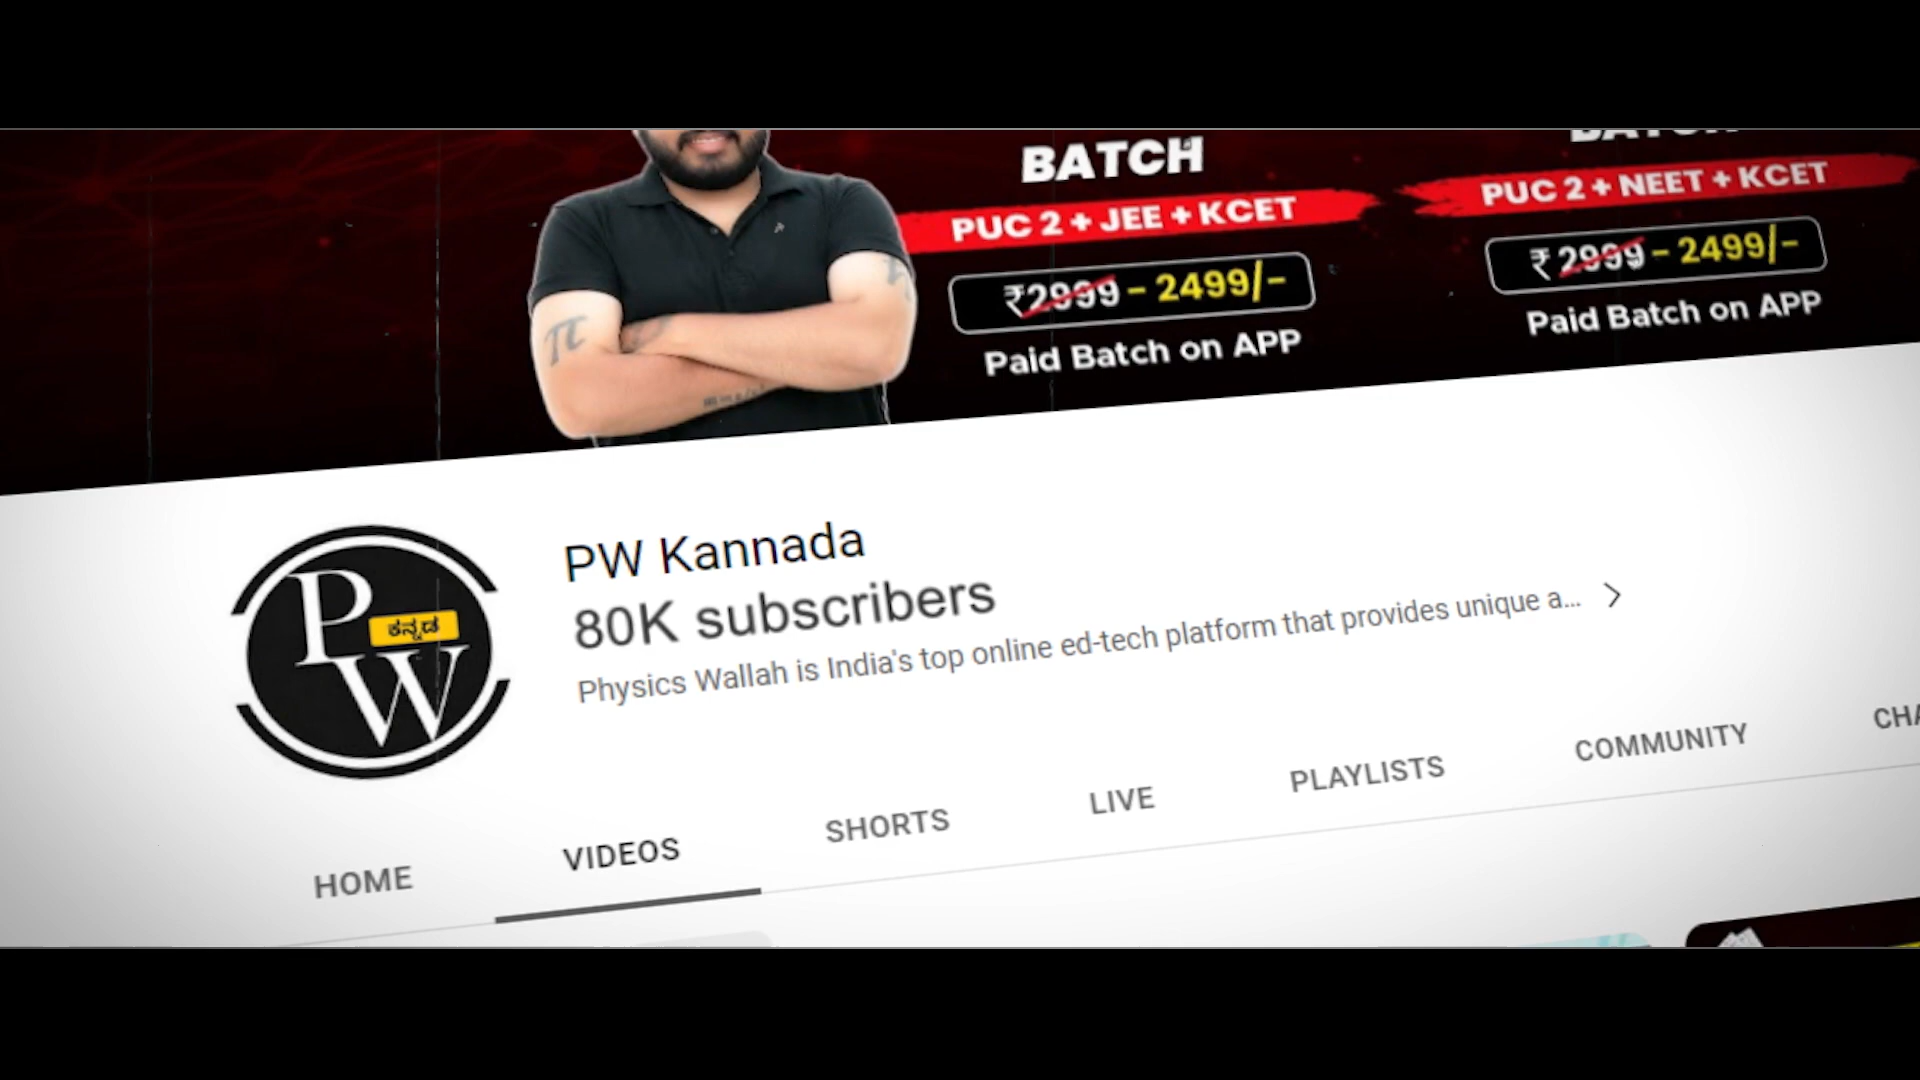 BATCH
PUC 2 + JEE + KCET
₹2999 - 2499/-
Paid Batch on APP
BATCH
PUC 2 + NEET + KCET
₹2999 - 2499/-
Paid Batch on APP
P
ಕನ್ನಡ
W
PW Kannada
80K subscribers
Physics Wallah is India's top online ed-tech platform that provides unique a...
HOME VIDEOS SHORTS LIVE PLAYLISTS COMMUNITY CHA